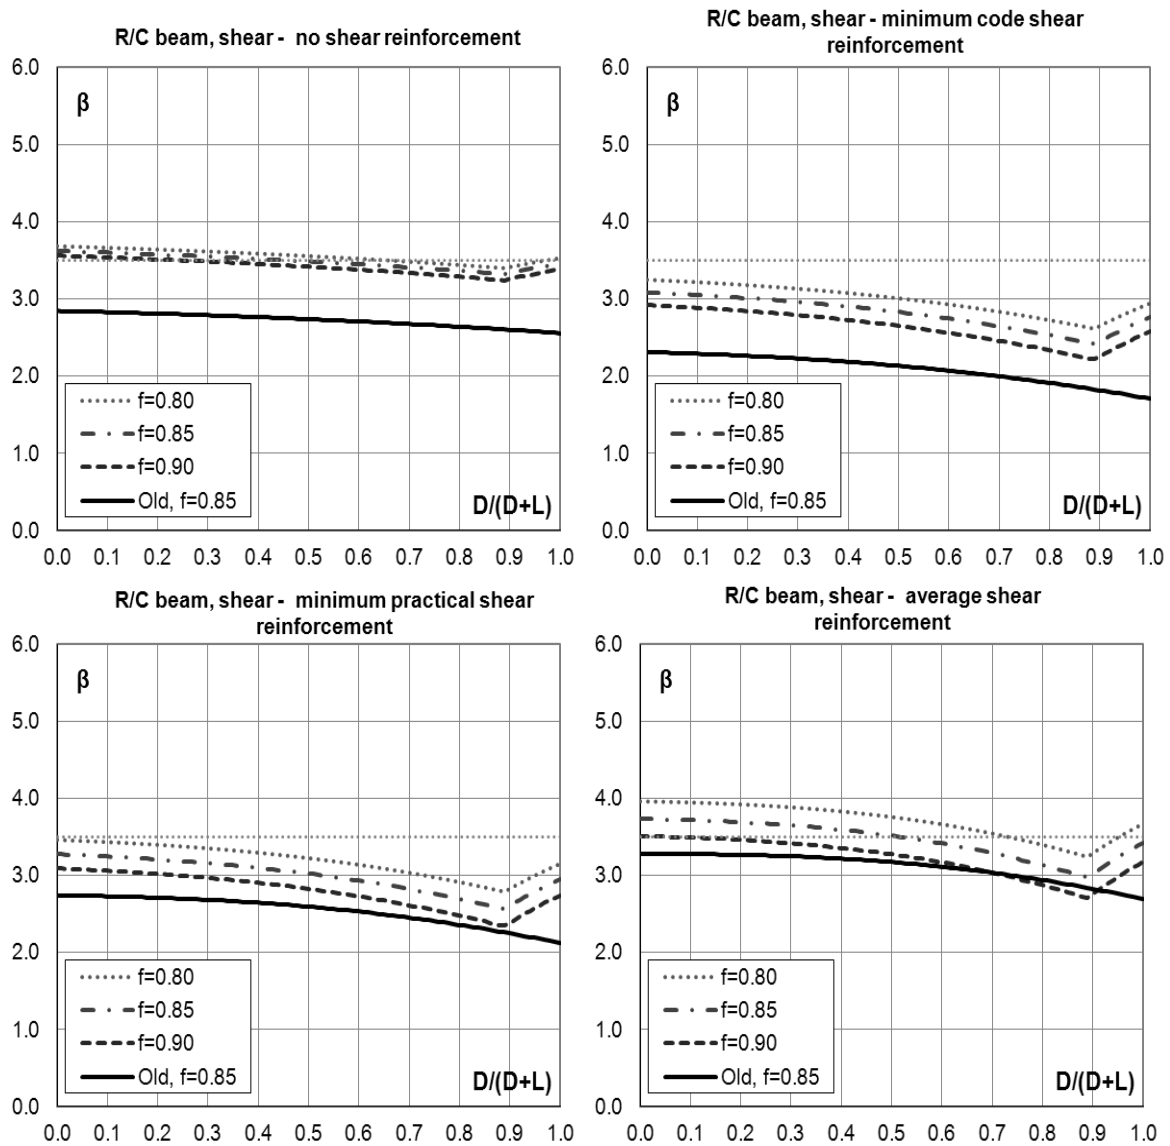 R/C beam, shear -  no shear reinforcement
6.0
β
5.0
4.0
3.0
2.0
f=0.80
f=0.85
f=0.90
1.0
Old, f=0.85
D/(D+L)
0.0
0.0 0.1 0.2 0.3 0.4 0.5 0.6 0.7 0.8 0.9 1.0
R/C beam, shear - minimum code shear
reinforcement
6.0
β
5.0
4.0
3.0
2.0
f=0.80
f=0.85
f=0.90
1.0
Old, f=0.85
D/(D+L)
0.0
0.0 0.1 0.2 0.3 0.4 0.5 0.6 0.7 0.8 0.9 1.0
R/C beam, shear -  minimum practical shear
reinforcement
6.0
β
5.0
4.0
3.0
2.0
f=0.80
f=0.85
f=0.90
1.0
Old, f=0.85
D/(D+L)
0.0
0.0 0.1 0.2 0.3 0.4 0.5 0.6 0.7 0.8 0.9 1.0
R/C beam, shear -  average shear
reinforcement
6.0
β
5.0
4.0
3.0
2.0
f=0.80
f=0.85
f=0.90
1.0
Old, f=0.85
D/(D+L)
0.0
0.0 0.1 0.2 0.3 0.4 0.5 0.6 0.7 0.8 0.9 1.0